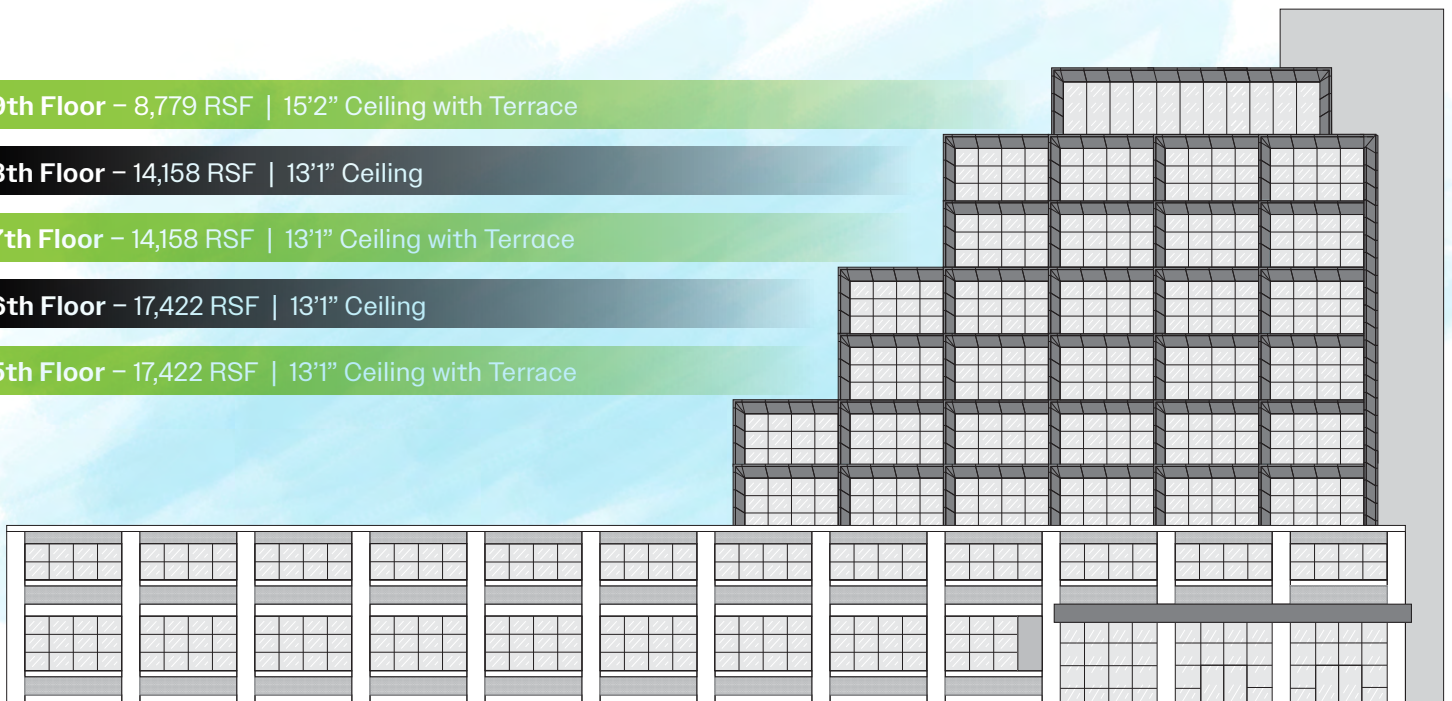 9th Floor – 8,779 RSF | 15’2” Ceiling with Terrace
8th Floor – 14,158 RSF | 13’1” Ceiling
7th Floor – 14,158 RSF | 13’1” Ceiling with Terrace
6th Floor – 17,422 RSF | 13’1” Ceiling
5th Floor – 17,422 RSF | 13’1” Ceiling with Terrace